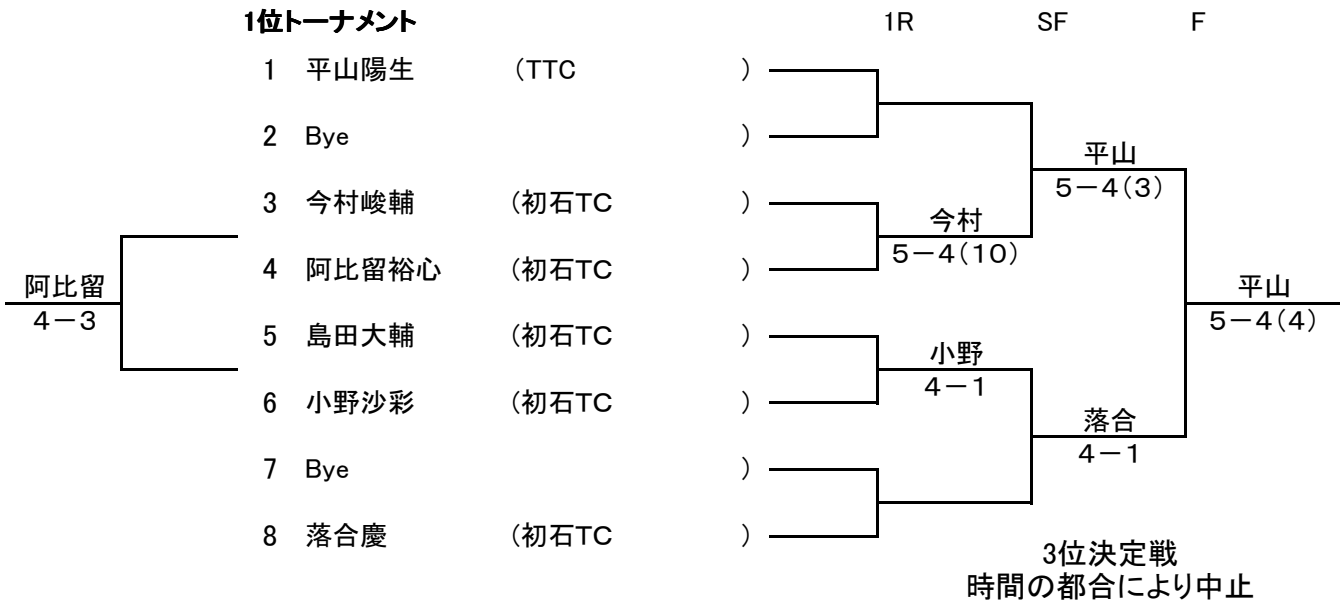 1位トーナメント 1R SF F
1 平山陽生 (TTC )
2 Bye )
平山
5-4(3)
3 今村峻輔 (初石TC )
今村
5-4(10)
4 阿比留裕心 (初石TC )
阿比留
4-3
平山
5-4(4)
5 島田大輔 (初石TC )
小野
4-1
6 小野沙彩 (初石TC )
落合
4-1
7 Bye )
8 落合慶 (初石TC )
3位決定戦
時間の都合により中止